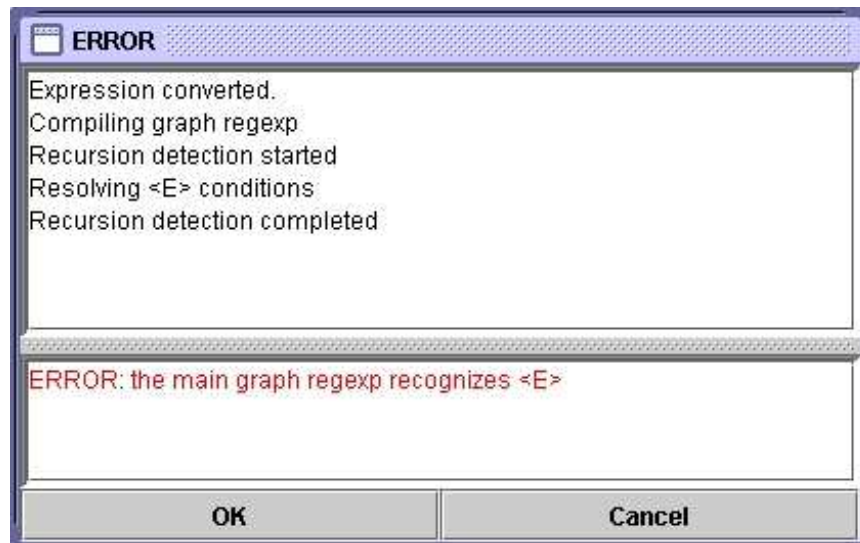 ERROR
Expression converted.
Compiling graph regexp
Recursion detection started
Resolving <E> conditions
Recursion detection completed
ERROR: the main graph regexp recognizes <E>
OK
Cancel